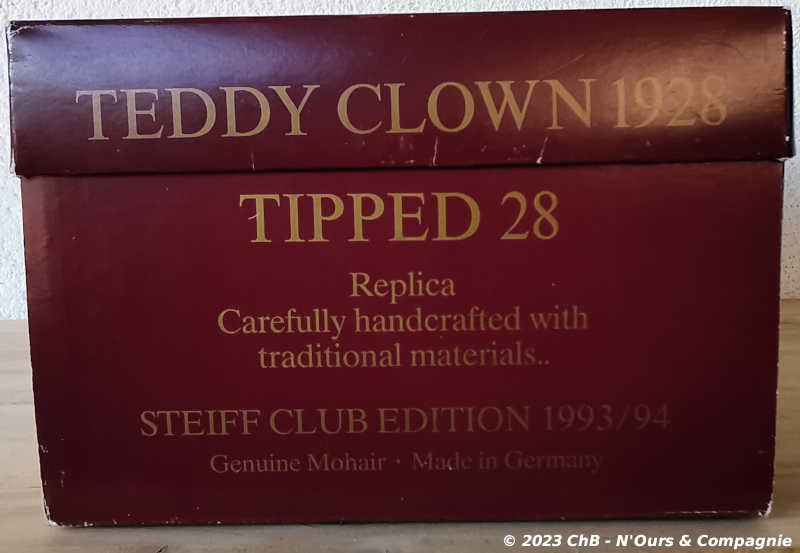 TEDDY CLOWN 1928
TIPPED 28
Replica
Carefully handcrafted with
traditional materials..
STEIFF CLUB EDITION 1993/94
Genuine Mohair · Made in Germany
© 2023 ChB - N'Ours & Compagnie